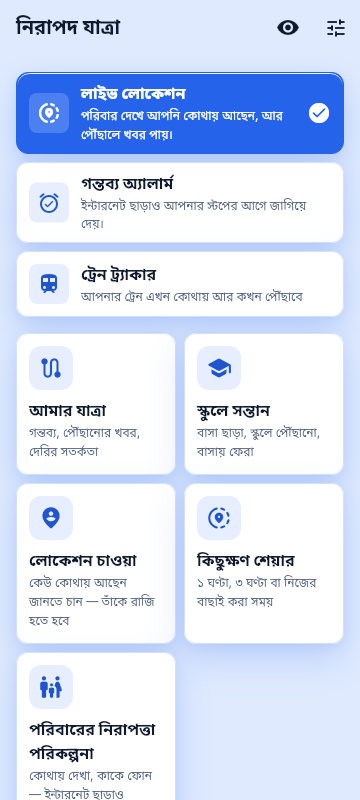 নিরাপদ যাত্রা
লাইভ লোকেশন
পরিবার দেখে আপনি কোথায় আছেন, আর
পৌঁছালে খবর পায়।
গন্তব্য অ্যালার্ম
ইন্টারনেট ছাড়াও আপনার স্টপের আগে জাগিয়ে
দেয়।
ট্রেন ট্র্যাকার
আপনার ট্রেন এখন কোথায় আর কখন পৌঁছাবে
আমার যাত্রা
গন্তব্য, পৌঁছানোর খবর,
দেরির সতর্কতা
স্কুলে সন্তান
বাসা ছাড়া, স্কুলে পৌঁছানো,
বাসায় ফেরা
লোকেশন চাওয়া
কেউ কোথায় আছেন
জানতে চান — তাঁকে রাজি
হতে হবে
কিছুক্ষণ শেয়ার
১ ঘণ্টা, ৩ ঘণ্টা বা নিজের
বাছাই করা সময়
পরিবারের নিরাপত্তা
পরিকল্পনা
কোথায় দেখা, কাকে ফোন
— ইন্টারনেট ছাড়াও